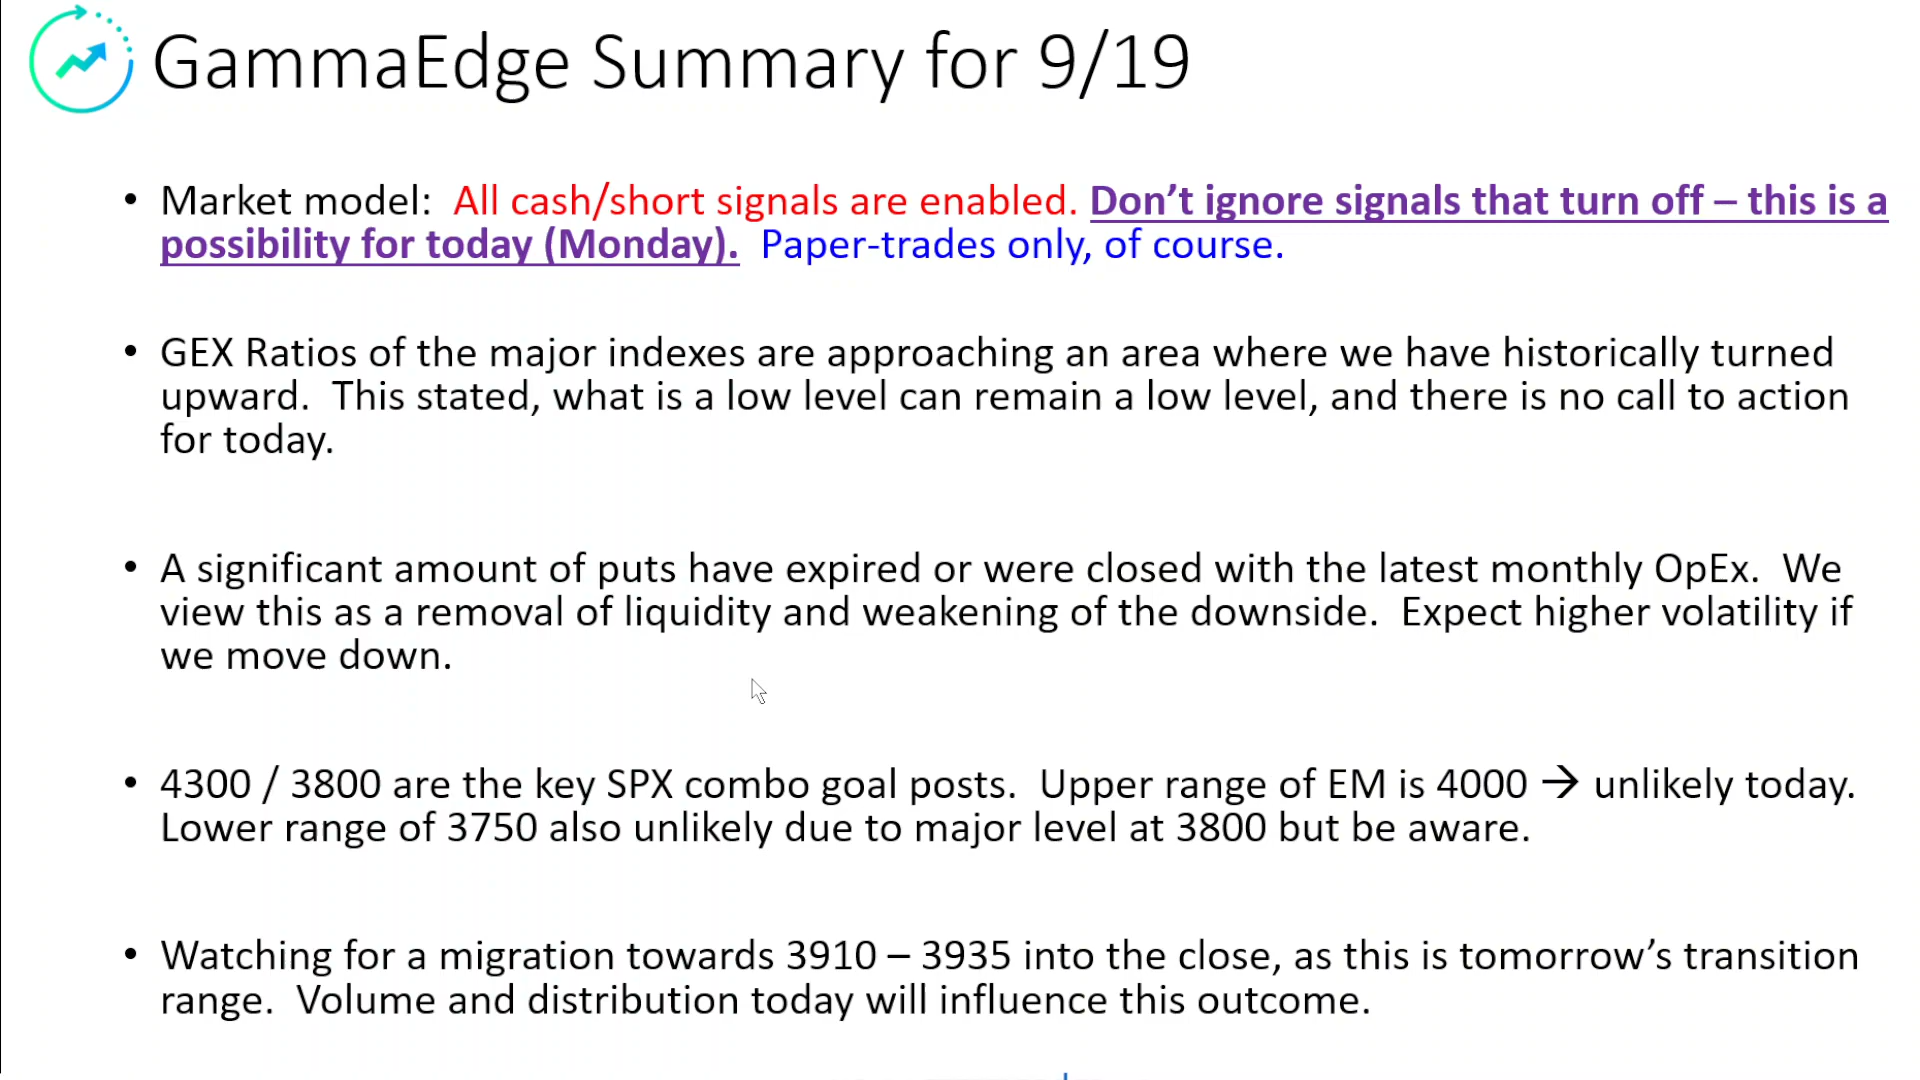 GammaEdge Summary for 9/19
• Market model:  All cash/short signals are enabled. Don’t ignore signals that turn off – this is a
possibility for today (Monday).  Paper-trades only, of course.
• GEX Ratios of the major indexes are approaching an area where we have historically turned
upward.  This stated, what is a low level can remain a low level, and there is no call to action
for today.
• A significant amount of puts have expired or were closed with the latest monthly OpEx.  We
view this as a removal of liquidity and weakening of the downside.  Expect higher volatility if
we move down.
• 4300 / 3800 are the key SPX combo goal posts.  Upper range of EM is 4000 → unlikely today.
Lower range of 3750 also unlikely due to major level at 3800 but be aware.
• Watching for a migration towards 3910 – 3935 into the close, as this is tomorrow’s transition
range.  Volume and distribution today will influence this outcome.